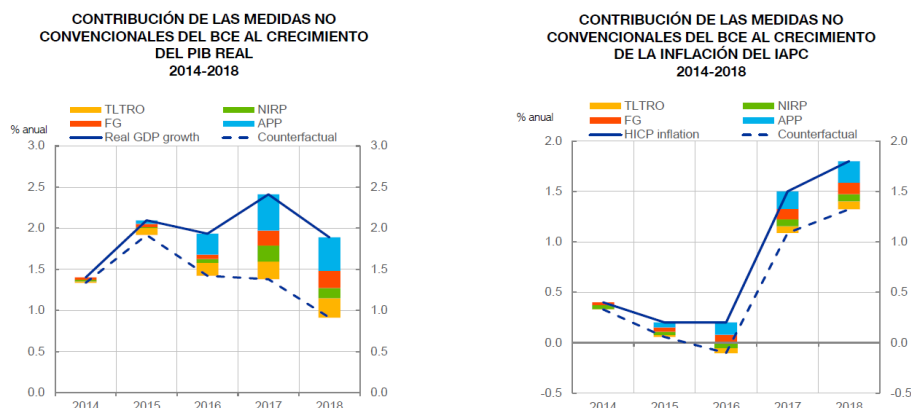 CONTRIBUCIÓN DE LAS MEDIDAS NO
CONVENCIONALES DEL BCE AL CRECIMIENTO
DEL PIB REAL
2014-2018
TLTRO NIRP
FG APP
Real GDP growth Counterfactual
% anual
3.0 3.0
2.5 2.5
2.0 2.0
1.5 1.5
1.0 1.0
0.5 0.5
0.0 0.0
2014 2015 2016 2017 2018
CONTRIBUCIÓN DE LAS MEDIDAS NO
CONVENCIONALES DEL BCE AL CRECIMIENTO
DE LA INFLACIÓN DEL IAPC
2014-2018
TLTRO NIRP
FG APP
HICP inflation Counterfactual
% anual
2.0 2.0
1.5 1.5
1.0 1.0
0.5 0.5
0.0 0.0
-0.5 -0.5
2014 2015 2016 2017 2018